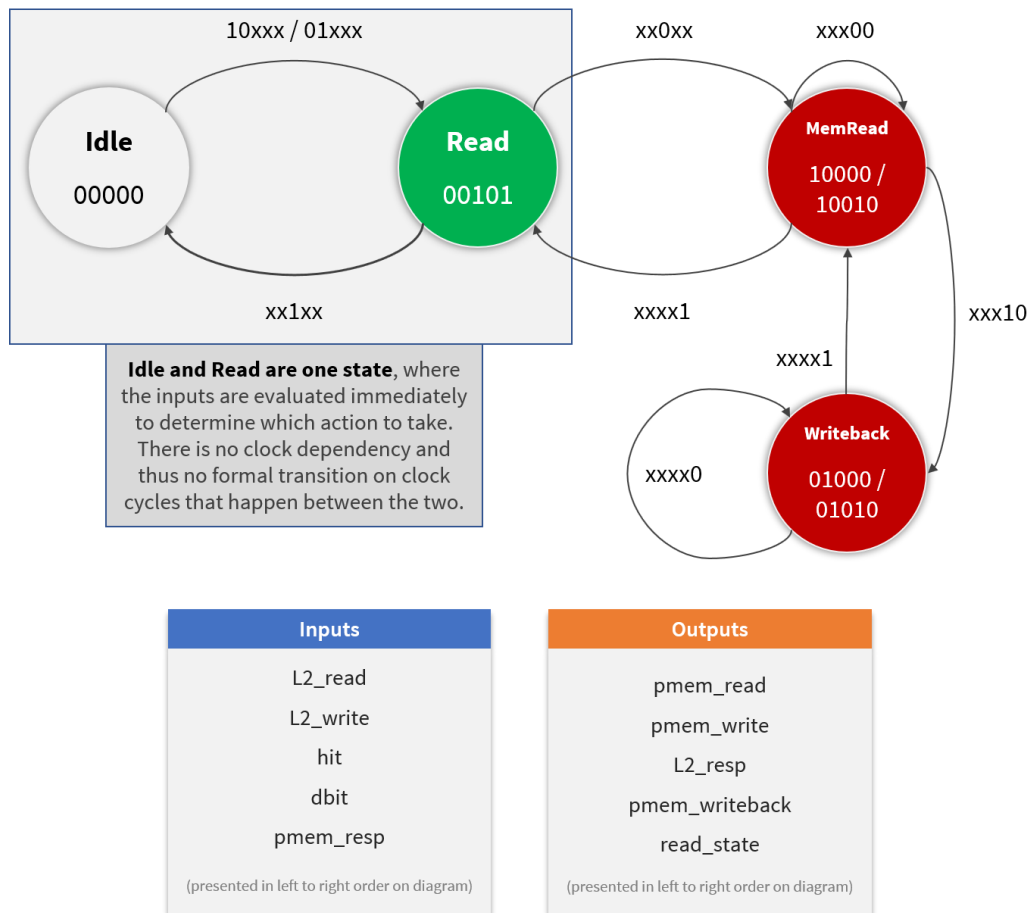 10xxx / 01xxx
xx0xx
xxx00
Idle
00000
Read
00101
MemRead
10000 /
10010
xx1xx
xxxx1
xxx10
Idle and Read are one state, where
the inputs are evaluated immediately
to determine which action to take.
There is no clock dependency and
thus no formal transition on clock
cycles that happen between the two.
xxxx1
Writeback
01000 /
01010
xxxx0
Inputs
L2_read
L2_write
hit
dbit
pmem_resp
(presented in left to right order on diagram)
Outputs
pmem_read
pmem_write
L2_resp
pmem_writeback
read_state
(presented in left to right order on diagram)